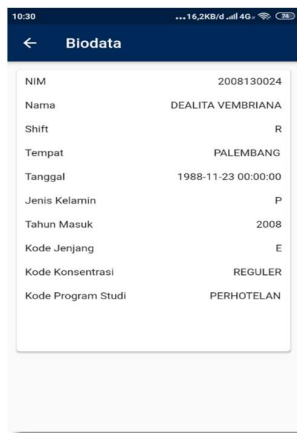 10:30 ...16,2KB/d 4G 26
Biodata
NIM 2008130024
Nama DEALITA VEMBRIANA
Shift R
Tempat PALEMBANG
Tanggal 1988-11-23 00:00:00
Jenis Kelamin P
Tahun Masuk 2008
Kode Jenjang E
Kode Konsentrasi REGULER
Kode Program Studi PERHOTELAN